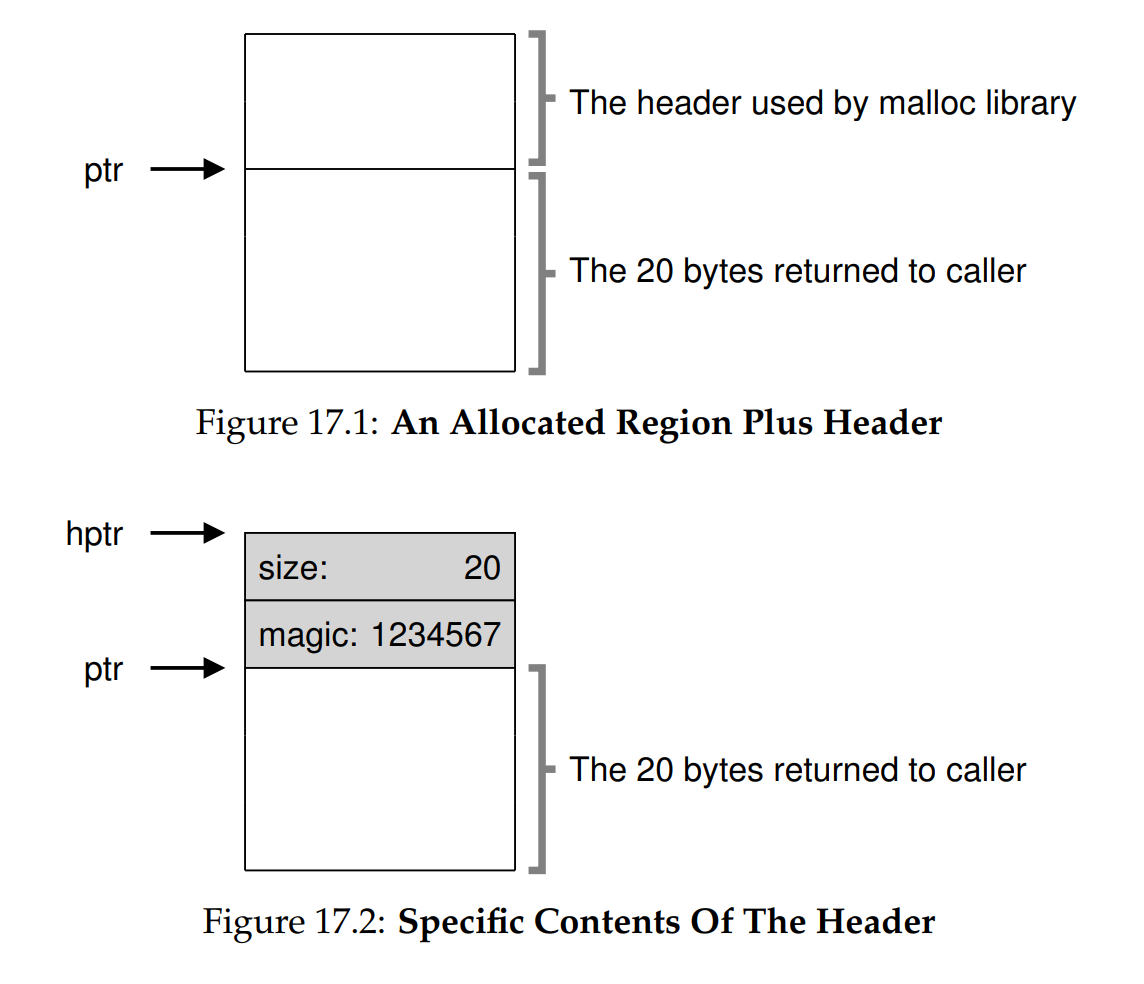 The header used by malloc library
ptr
The 20 bytes returned to caller
Figure 17.1: An Allocated Region Plus Header
hptr
size: 20
magic: 1234567
ptr
The 20 bytes returned to caller
Figure 17.2: Specific Contents Of The Header